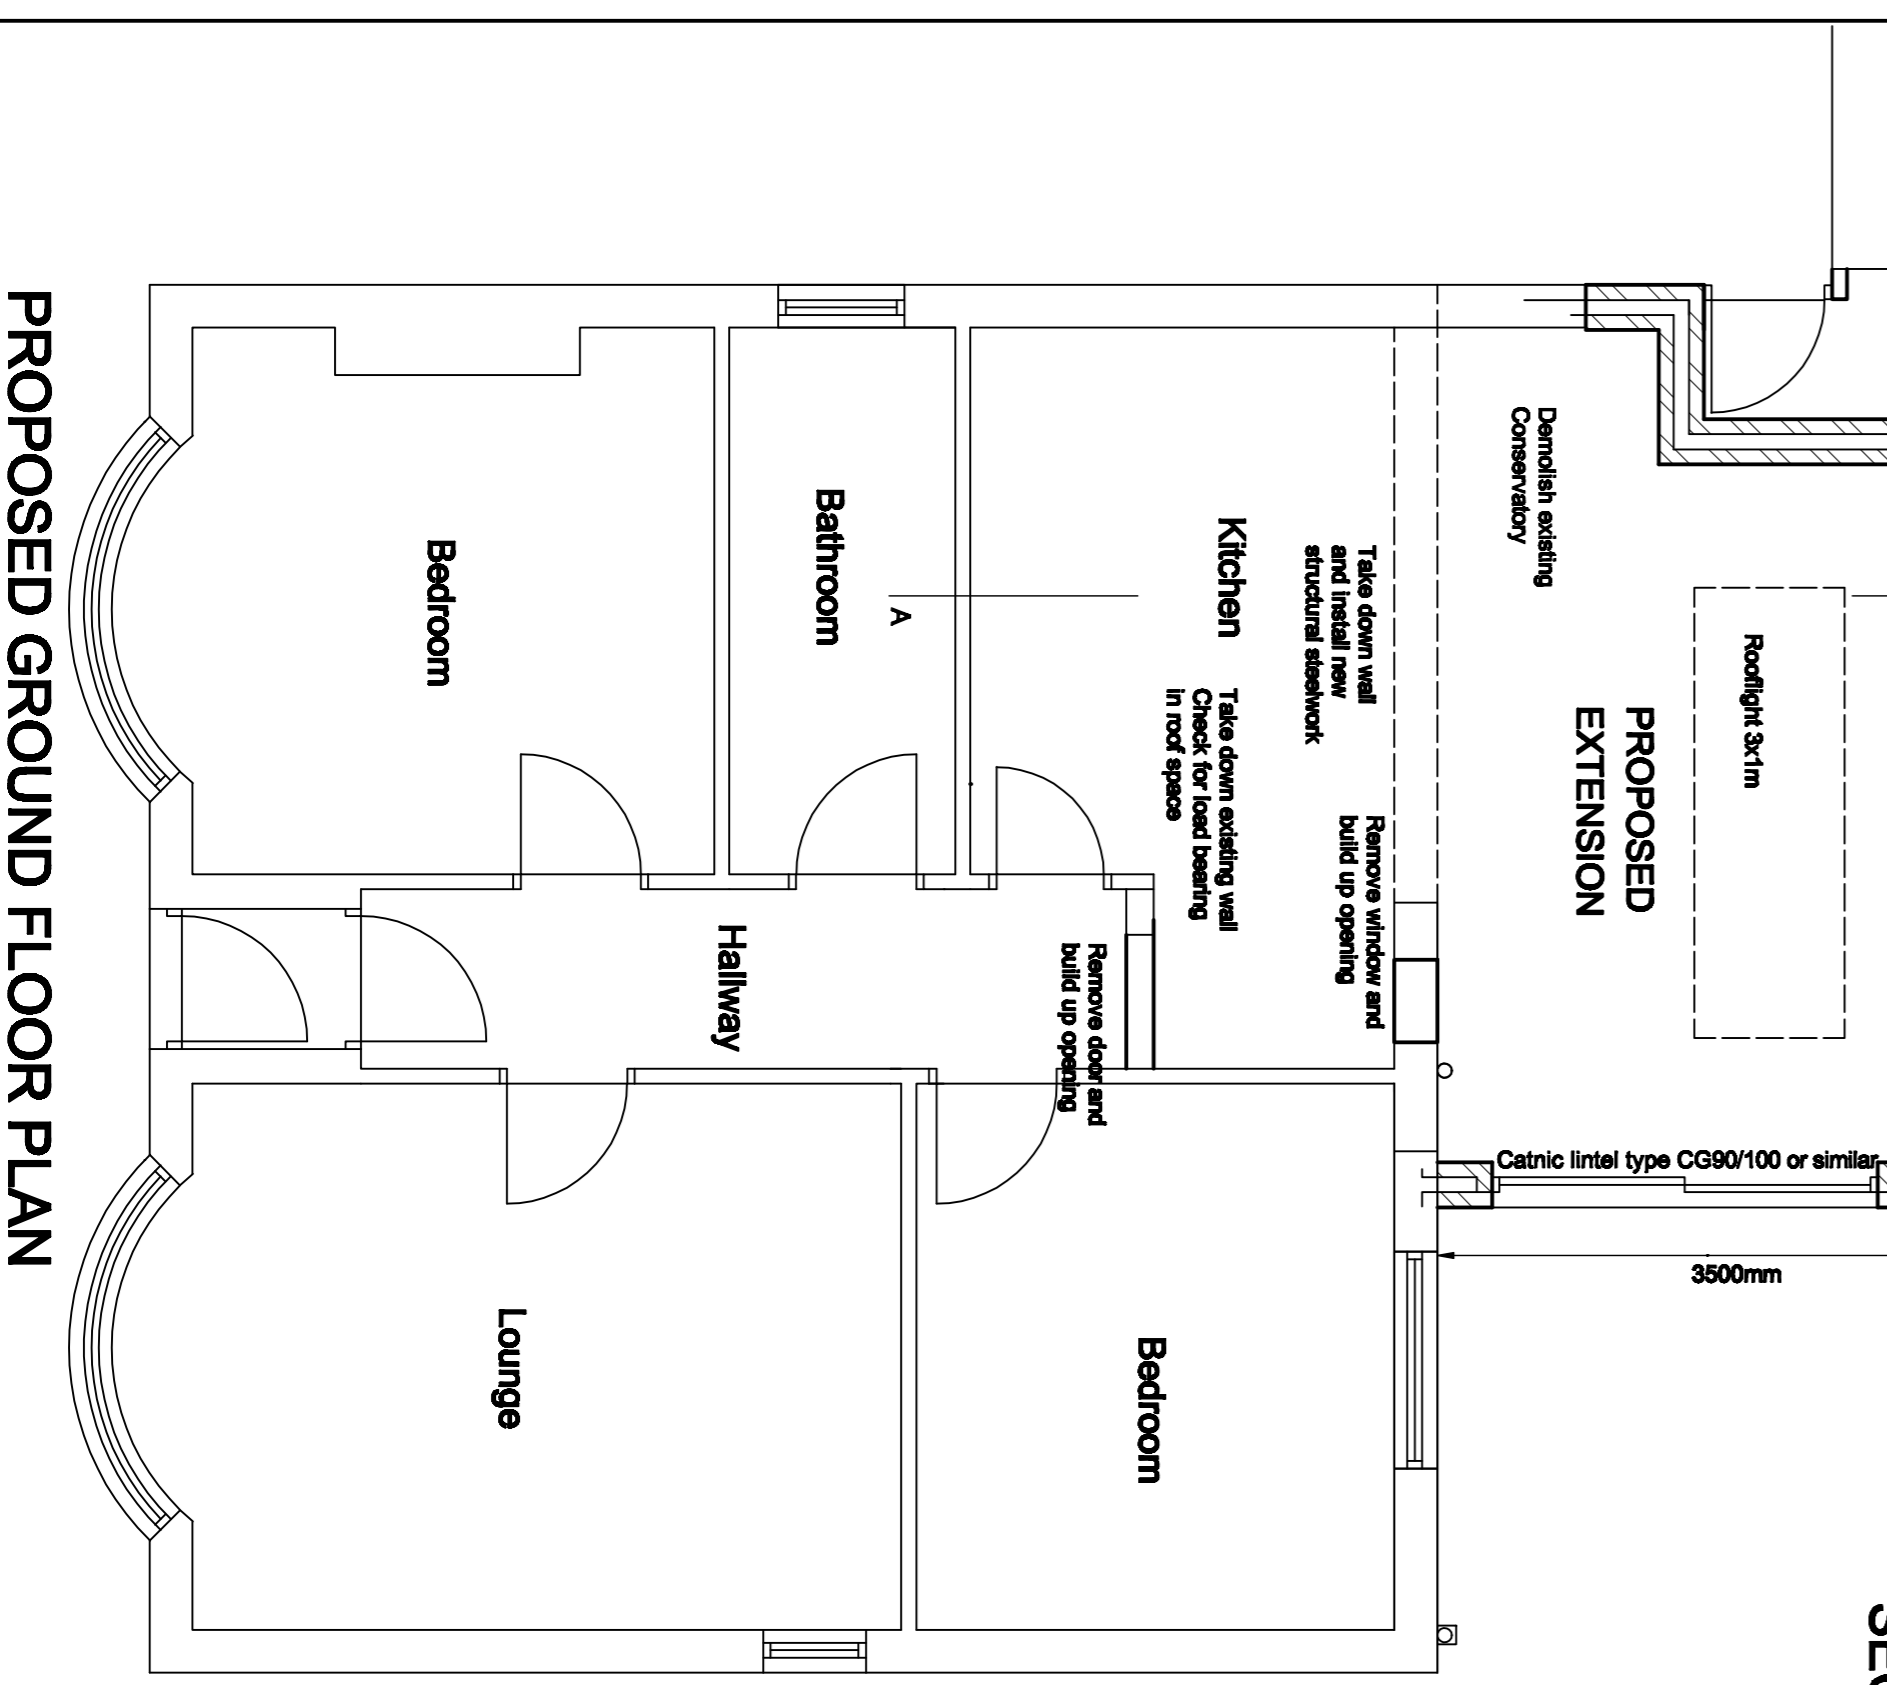 PROPOSED GROUND FLOOR PLAN
Rooflight 3x1m
PROPOSED
EXTENSION
Demolish existing
Conservatory
Take down wall
and install new
structural steelwork
Remove window and
build up opening
Kitchen
Take down existing wall
Check for load bearing
in roof space
Remove door and
build up opening
A
Bathroom
Hallway
Bedroom
Lounge
Bedroom
Catnic lintel type CG90/100 or similar
3500mm